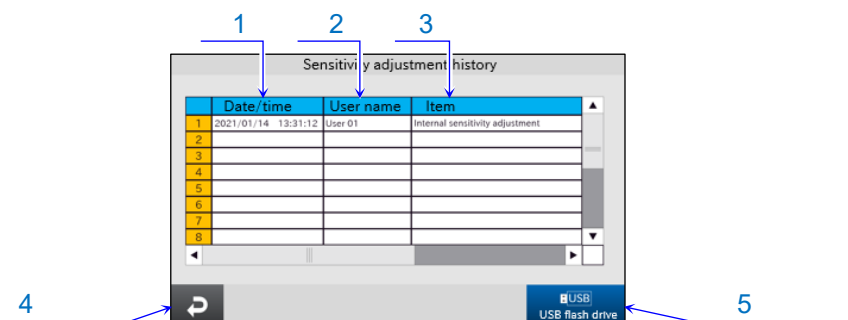 1 2 3
Sensitivity adjustment history
Date/time User name Item
1 2021/01/14 13:31:12 User 01 Internal sensitivity adjustment
2
3
4
5
6
7
8
4 USB 5
USB flash drive